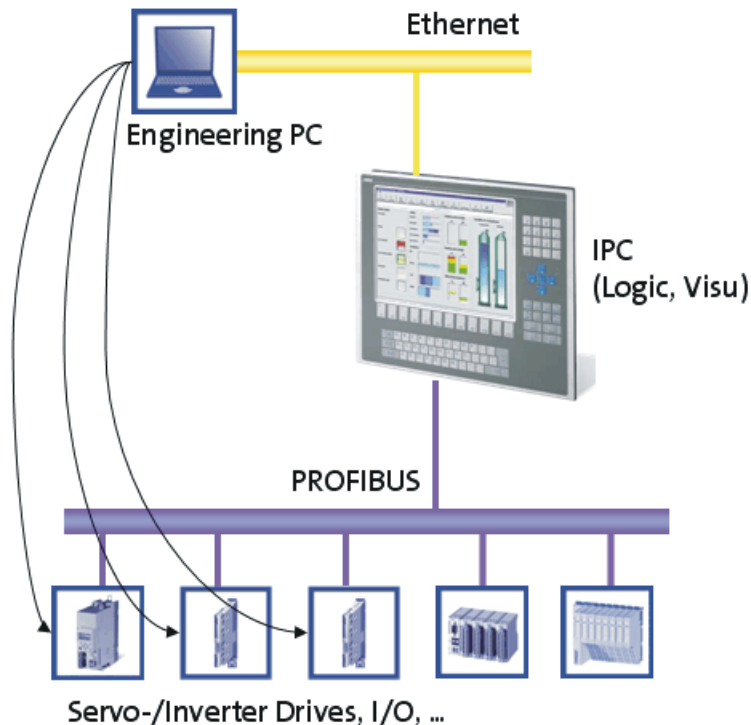 Ethernet
Engineering PC
IPC
(Logic, Visu)
PROFIBUS
Servo-/Inverter Drives, I/O, ...